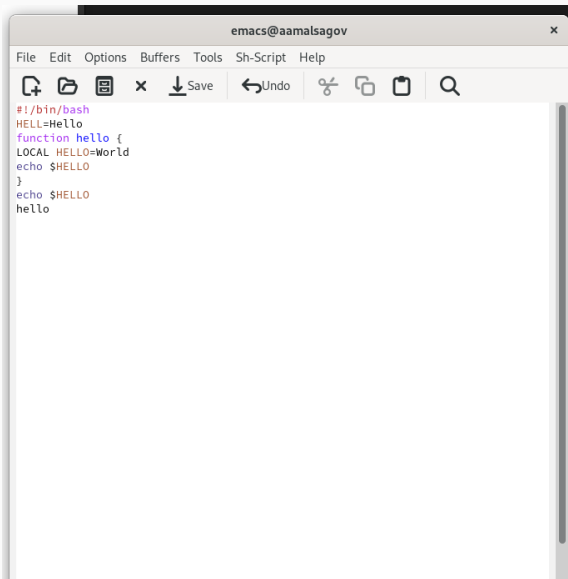 emacs@aamalsagov ×
File Edit Options Buffers Tools Sh-Script Help
Save Undo
#!/bin/bash
HELL=Hello
function hello {
LOCAL HELLO=World
echo $HELLO
}
echo $HELLO
hello